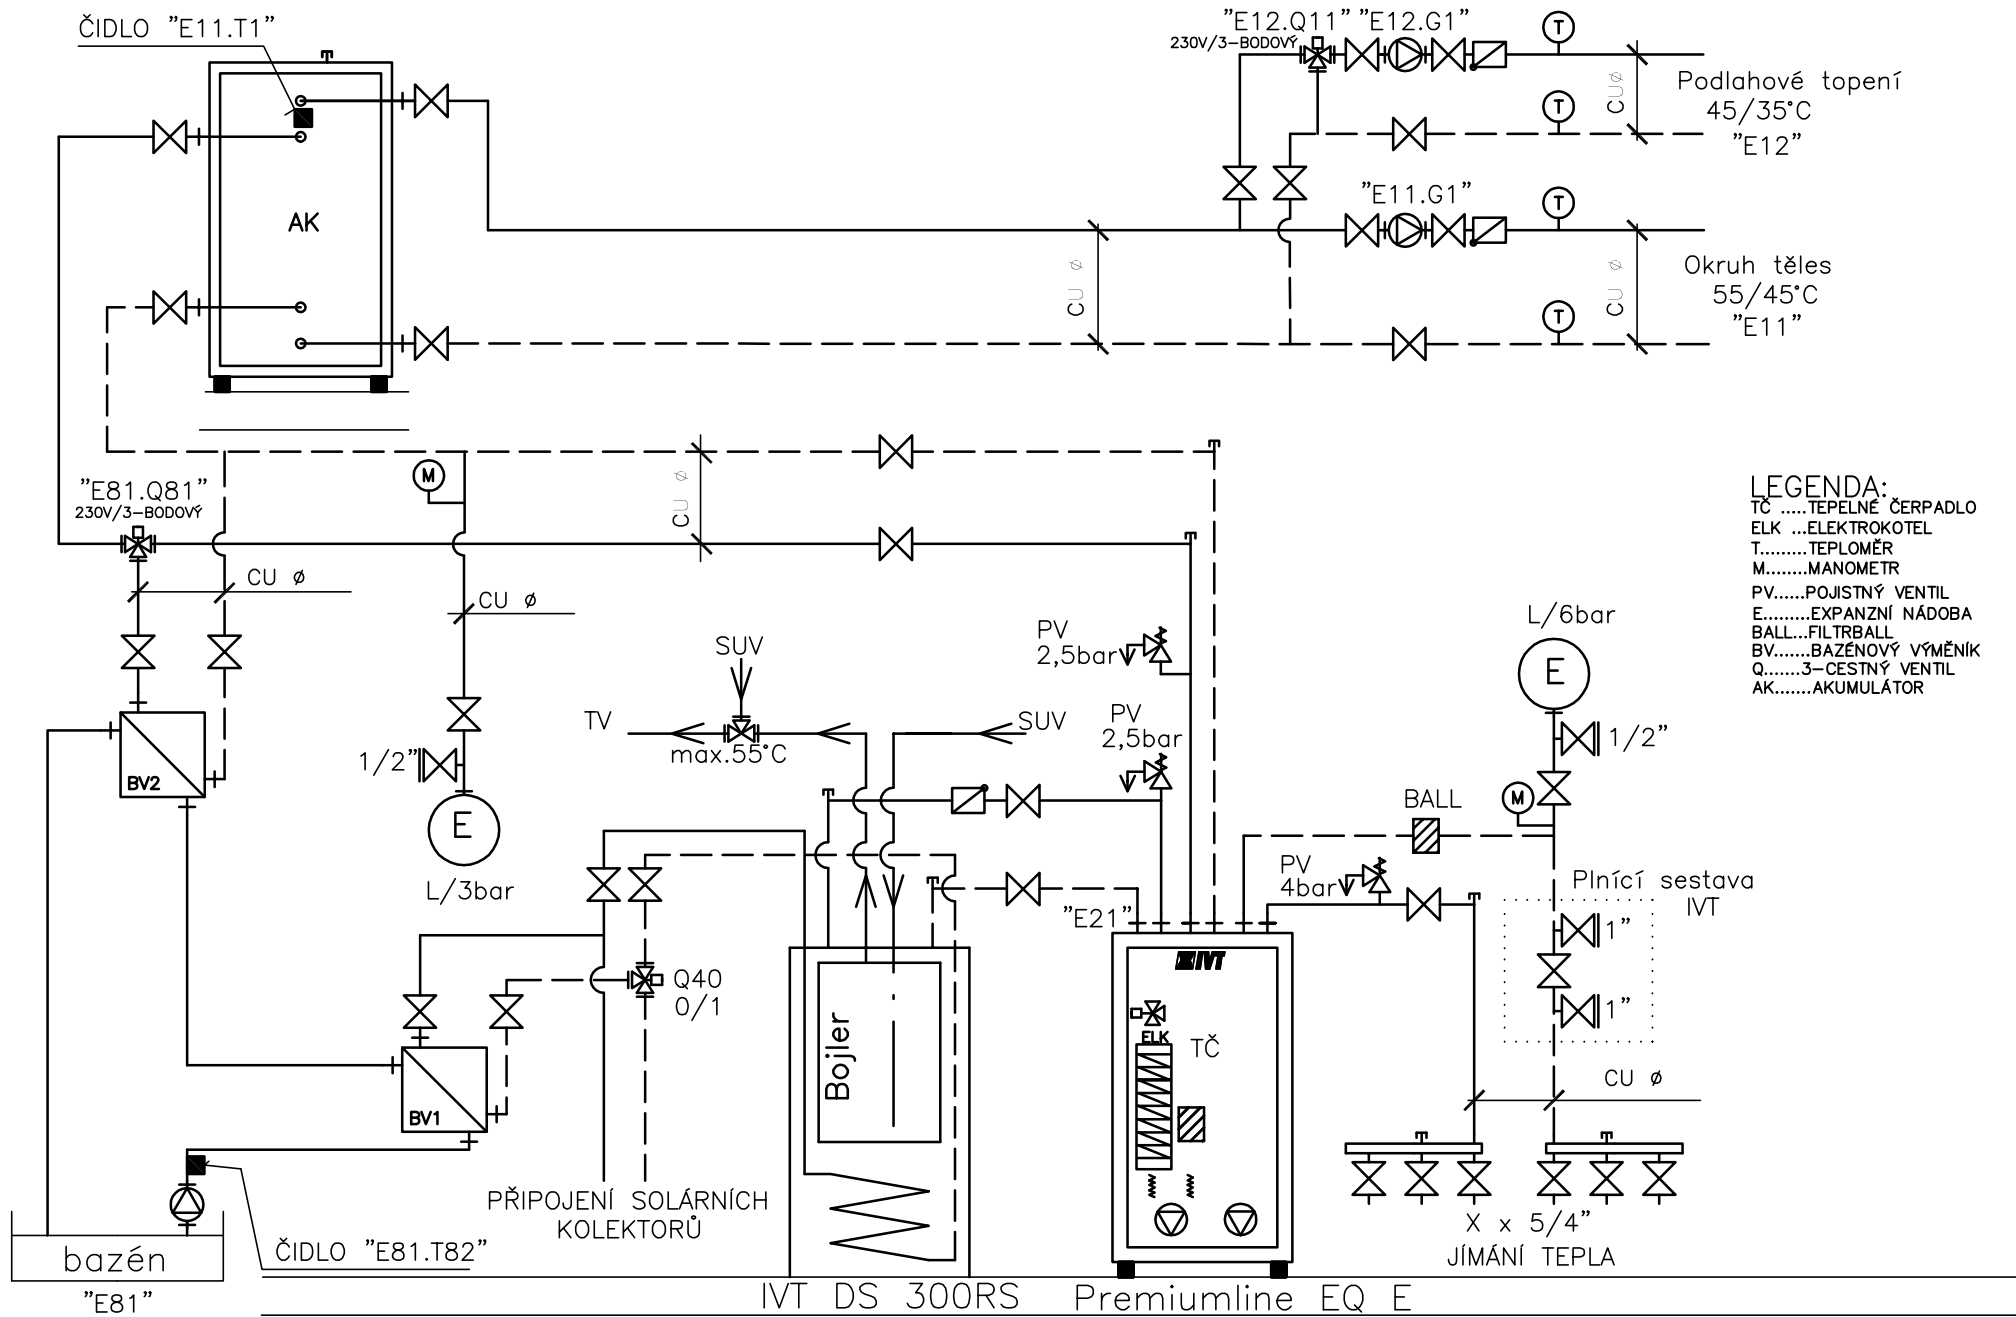 ČIDLO "E11.T1"
AK
"E12.Q11" "E12.G1"
230V/3-BODOVÝ
T
CU Ø
Podlahové topení
45/35°C
"E12"
T
"E11.G1"
T
CU Ø
CU Ø
Okruh těles
55/45°C
"E11"
T
"E81.Q81"
230V/3-BODOVÝ
M
CU Ø
CU Ø
CU Ø
LEGENDA:
TČ .....TEPELNÉ ČERPADLO
ELK ...ELEKTROKOTEL
T.........TEPLOMĚR
M........MANOMETR
PV......POJISTNÝ VENTIL
E.........EXPANZNÍ NÁDOBA
BALL...FILTRBALL
BV.......BAZÉNOVÝ VÝMĚNÍK
Q........3-CESTNÝ VENTIL
AK.......AKUMULÁTOR
SUV
TV
max.55°C
SUV
PV
2,5bar
PV
2,5bar
L/6bar
E
1/2"
M
BALL
BV2
1/2"
E
L/3bar
PV
4bar
"E21"
Plnící sestava
IVT
1"
1"
Q40
0/1
BV1
Bojler
IVT
ELK
TČ
CU Ø
PŘIPOJENÍ SOLÁRNÍCH
KOLEKTORŮ
X x 5/4"
JÍMÁNÍ TEPLA
bazén
"E81"
ČIDLO "E81.T82"
IVT DS 300RS
Premiumline EQ E